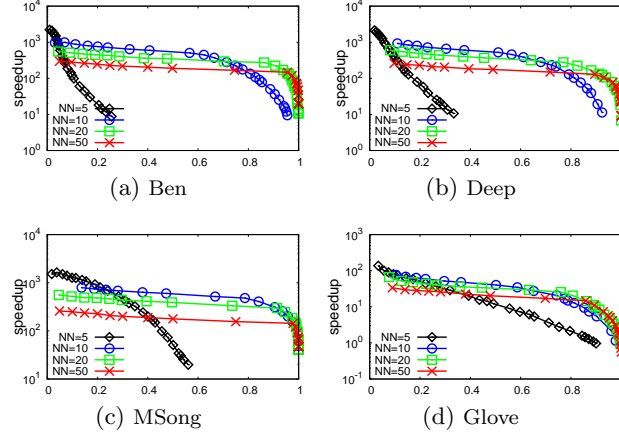 speedup
10^4
10^3
10^2
10^1
10^0
NN=5
NN=10
NN=20
NN=50
0 0.2 0.4 0.6 0.8 1
(a) Ben
speedup
10^4
10^3
10^2
10^1
10^0
NN=5
NN=10
NN=20
NN=50
0 0.2 0.4 0.6 0.8
(b) Deep
speedup
10^4
10^3
10^2
10^1
NN=5
NN=10
NN=20
NN=50
0 0.2 0.4 0.6 0.8 1
(c) MSong
speedup
10^3
10^2
10^1
10^0
10^-1
NN=5
NN=10
NN=20
NN=50
0 0.2 0.4 0.6 0.8
(d) Glove